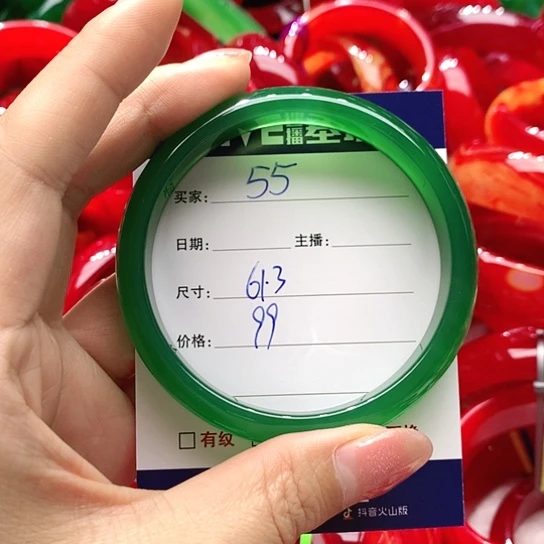 买家: 55
日期: 主播:
尺寸: 61.3
价格: 99
有纹
抖音火山版